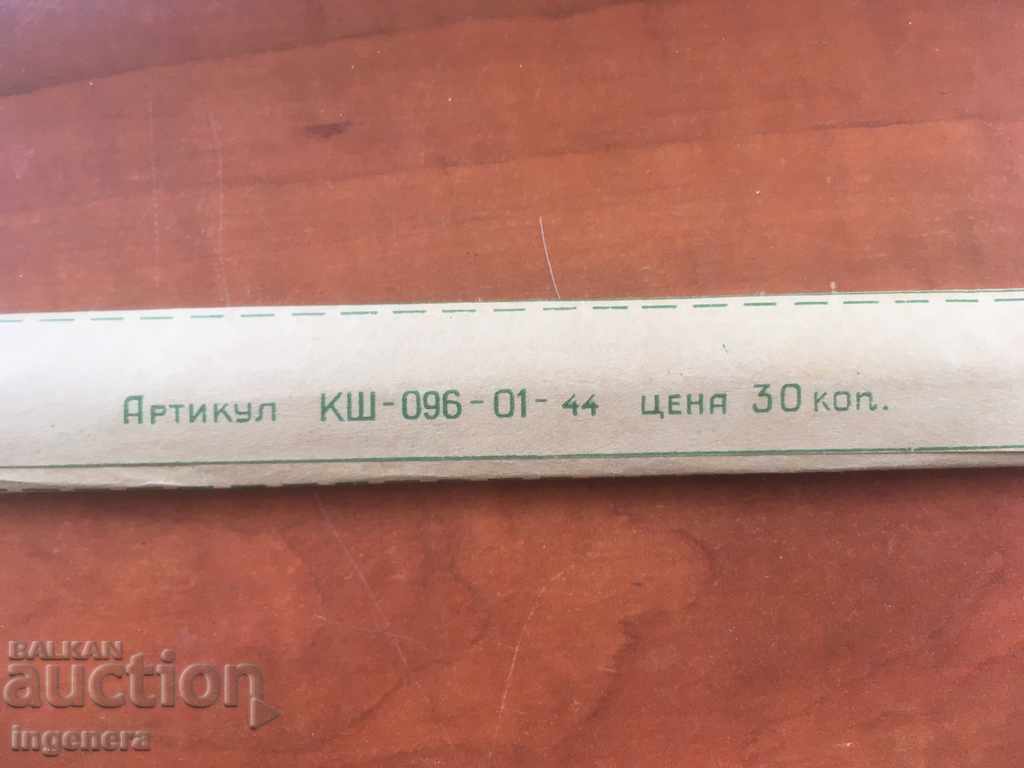 Артикул КШ-096-01-44 ЦЕНА 30 коп.
BALKAN
auction
ingenera